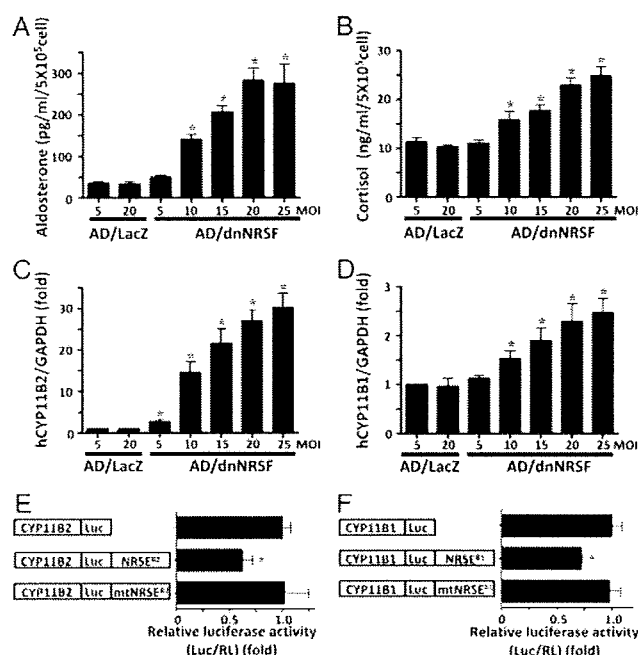 A
Aldosterone (pg/ml/5X10⁵cell)
300
200
100
50
0
*
*
*
*
5 20 5 10 15 20 25 MOI
AD/LacZ AD/dnNRSF
B
Cortisol (ng/ml/5X10⁵cell)
30
20
10
0
*
*
*
*
5 20 5 10 15 20 25 MOI
AD/LacZ AD/dnNRSF
C
hCYP11B2/GAPDH (fold)
30
20
10
0
*
*
*
*
*
5 20 5 10 15 20 25 MOI
AD/LacZ AD/dnNRSF
D
hCYP11B1/GAPDH (fold)
3
2
1
0
*
*
*
*
5 20 5 10 15 20 25 MOI
AD/LacZ AD/dnNRSF
E
CYP11B2 Luc
CYP11B2 Luc NRSEᴮ²
*
CYP11B2 Luc
0 0.5 1.0
Relative luciferase activity
(Luc/RL) (fold)
F
CYP11B1 Luc
CYP11B1 Luc NRSEᴮ¹
*
CYP11B1 Luc
0 0.5 1.0
Relative luciferase activity
(Luc/RL) (fold)